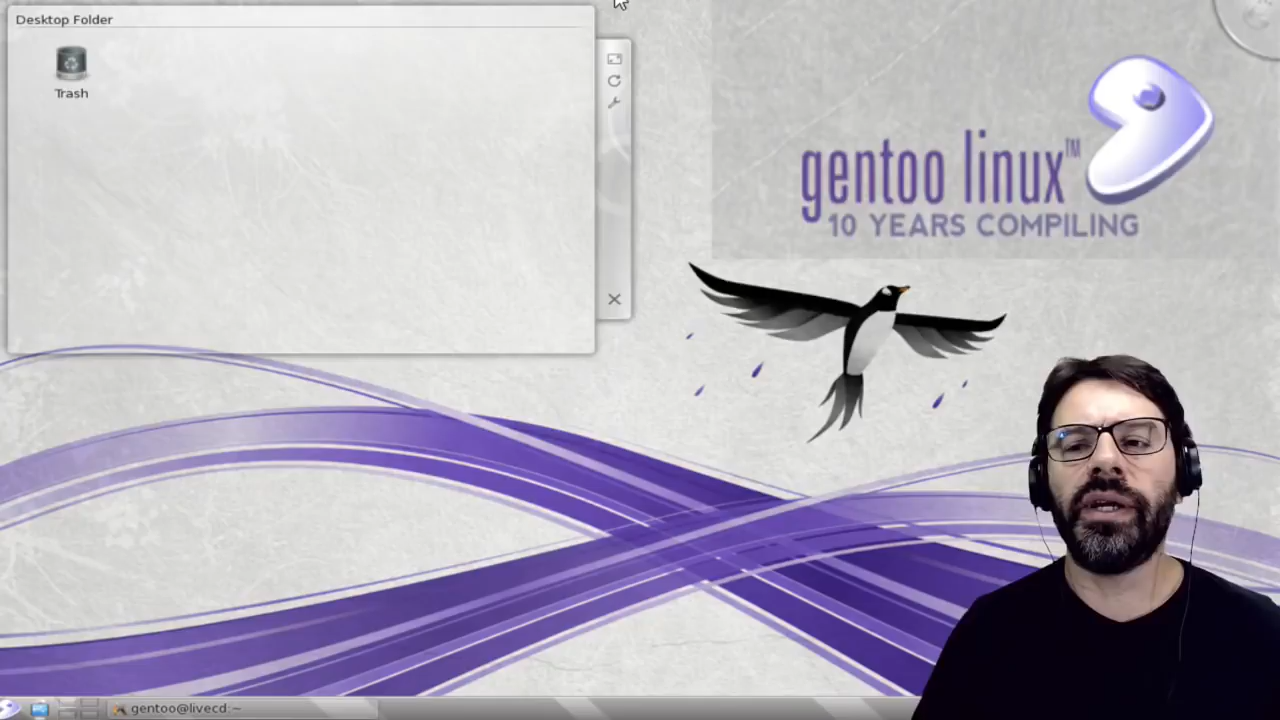 Desktop Folder
Trash
gentoo linux™
10 YEARS COMPILING
gentoo@livecd: ~